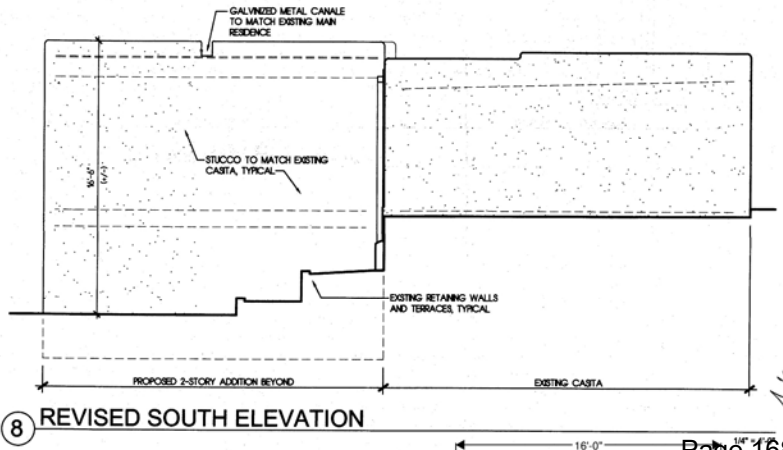 GALVINIZED METAL CANALE
TO MATCH EXISTING MAIN
RESIDENCE
STUCCO TO MATCH EXISTING
CASITA, TYPICAL
16'-6"
(+/-)
EXISTING RETAINING WALLS
AND TERRACES, TYPICAL
PROPOSED 2-STORY ADDITION BEYOND
EXISTING CASITA
8 REVISED SOUTH ELEVATION
16'-0"